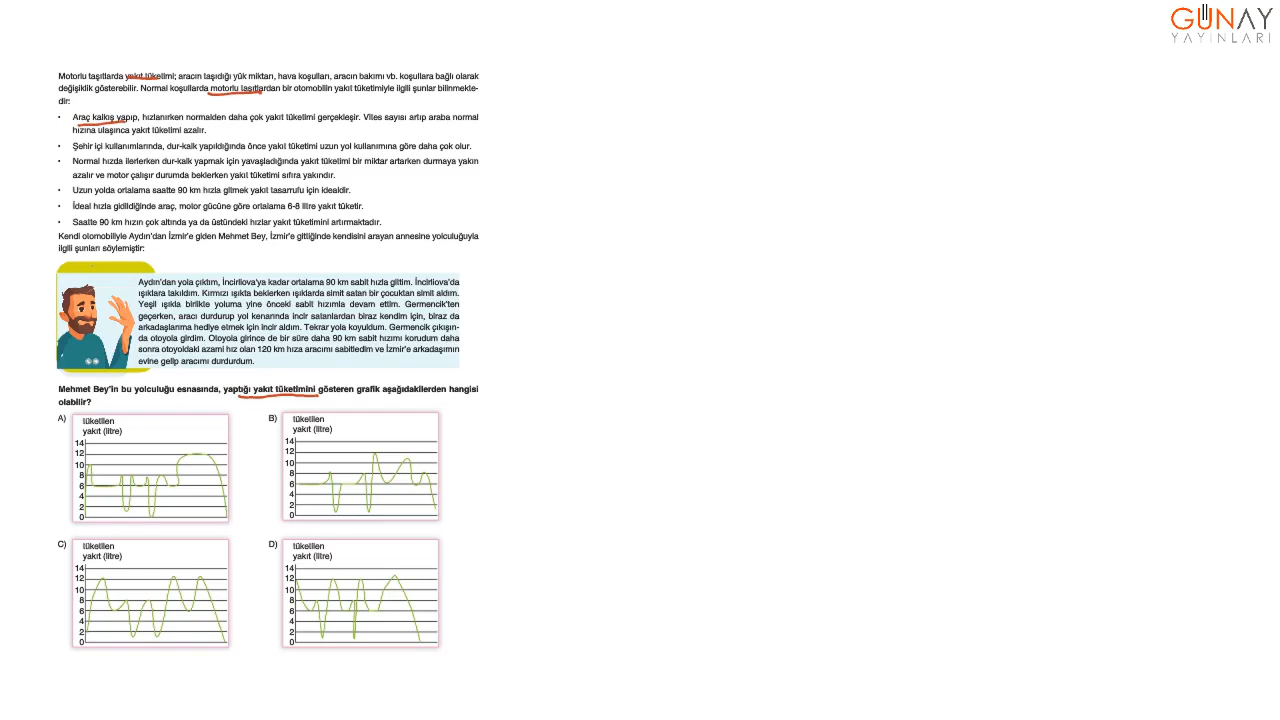 GÜNAY
YAYINLARI
Motorlu taşıtlarda yakıt tüketimi; aracın taşıdığı yük miktarı, hava koşulları, aracın bakımı vb. koşullara bağlı olarak
değişiklik gösterebilir. Normal koşullarda motorlu taşıtlardan bir otomobilin yakıt tüketimiyle ilgili şunlar bilinmekte-
dir:
• Araç kalkış yapıp, hızlanırken normalden daha çok yakıt tüketimi gerçekleşir. Vites sayısı artıp araba normal
hızına ulaşınca yakıt tüketimi azalır.
• Şehir içi kullanımlarında, dur-kalk yapıldığında önce yakıt tüketimi uzun yol kullanımına göre daha çok olur.
• Normal hızda ilerlerken dur-kalk yapmak için yavaşladığında yakıt tüketimi bir miktar artarken durmaya yakın
azalır ve motor çalışır durumda beklerken yakıt tüketimi sıfıra yakındır.
• Uzun yolda ortalama saatte 90 km hızla gitmek yakıt tasarrufu için idealdir.
• İdeal hızla gidildiğinde araç, motor gücüne göre ortalama 6-8 litre yakıt tüketir.
• Saatte 90 km hızın çok altında ya da üstündeki hızlar yakıt tüketimini artırmaktadır.
Kendi otomobiliyle Aydın'dan İzmir'e giden Mehmet Bey, İzmir'e gittiğinde kendisini arayan annesine yolculuğuyla
ilgili şunları söylemiştir:
Aydın'dan yola çıktım, İncirliova'ya kadar ortalama 90 km sabit hızla gittim. İncirliova'da
ışıklara takıldım. Kırmızı ışıkta beklerken ışıklarda simit satan bir çocuktan simit aldım.
Yeşil ışıkla birlikte yoluma yine önceki sabit hızımla devam ettim. Germencik'ten
geçerken, aracı durdurup yol kenarında incir satanlardan biraz kendim için, biraz da
arkadaşlarıma hediye etmek için incir aldım. Tekrar yola koyuldum. Germencik çıkışın-
da otoyola girdim. Otoyola girince de bir süre daha 90 km sabit hızımı korudum daha
sonra otoyoldaki azami hız olan 120 km hıza aracımı sabitledim ve İzmir'e arkadaşımın
evine gelip aracımı durdurdum.
Mehmet Bey'in bu yolculuğu esnasında, yaptığı yakıt tüketimini gösteren grafik aşağıdakilerden hangisi
olabilir?
A)
tüketilen
yakıt (litre)
14
12
10
8
6
4
2
0
B)
tüketilen
yakıt (litre)
14
12
10
8
6
4
2
0
C)
tüketilen
yakıt (litre)
14
12
10
8
6
4
2
0
D)
tüketilen
yakıt (litre)
14
12
10
8
6
4
2
0